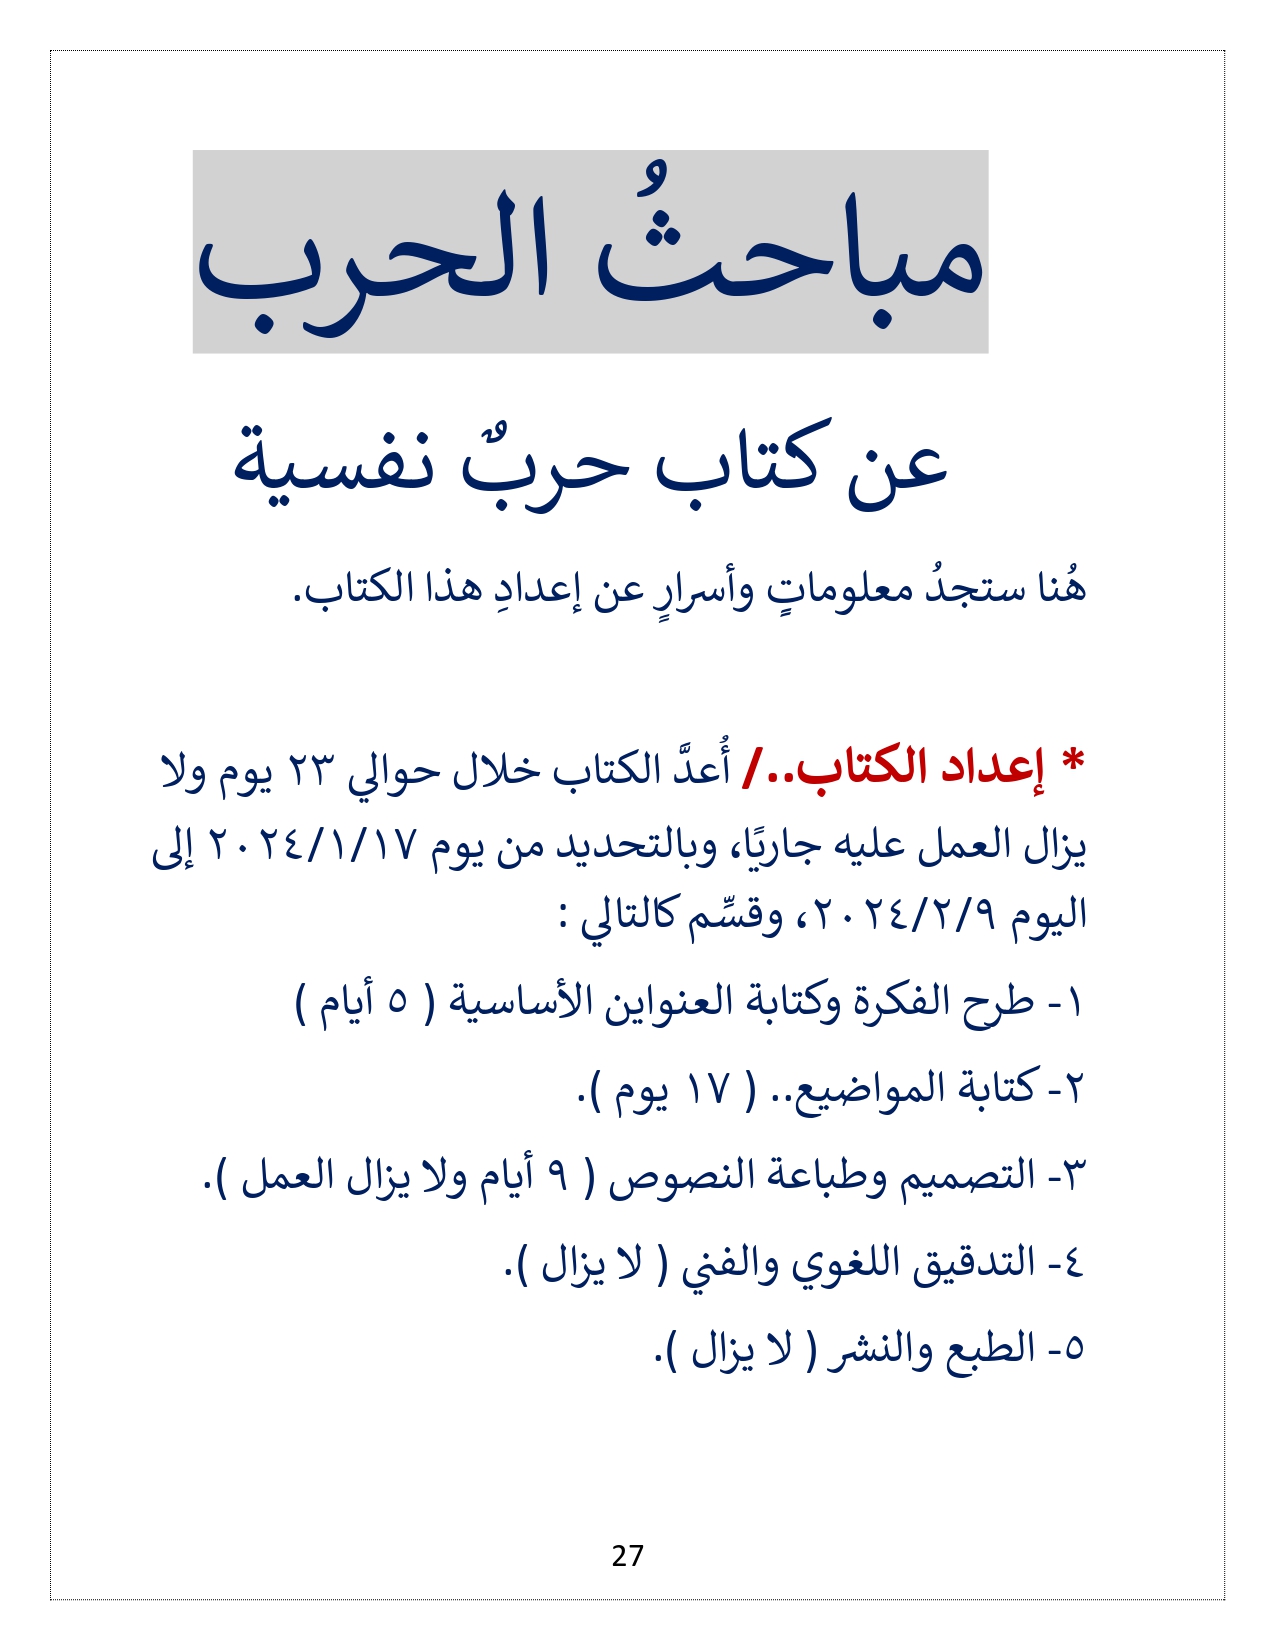 مباحثُ الحرب
عن كتاب حربٌ نفسية
هُنا ستجدُ معلوماتٍ وأسرارٍ عن إعدادِ هذا الكتاب.
* إعداد الكتاب../ أُعدَّ الكتاب خلال حوالي ٢٣ يوم ولا
يزال العمل عليه جاريًا، وبالتحديد من يوم ٢٠٢٤/١/١٧ إلى
اليوم ٢٠٢٤/٢/٩، وقسِّم كالتالي :
١- طرح الفكرة وكتابة العنواين الأساسية ( ٥ أيام )
٢- كتابة المواضيع.. ( ١٧ يوم ).
٣- التصميم وطباعة النصوص ( ٩ أيام ولا يزال العمل ).
٤- التدقيق اللغوي والفني ( لا يزال ).
٥- الطبع والنشر ( لا يزال ).
27